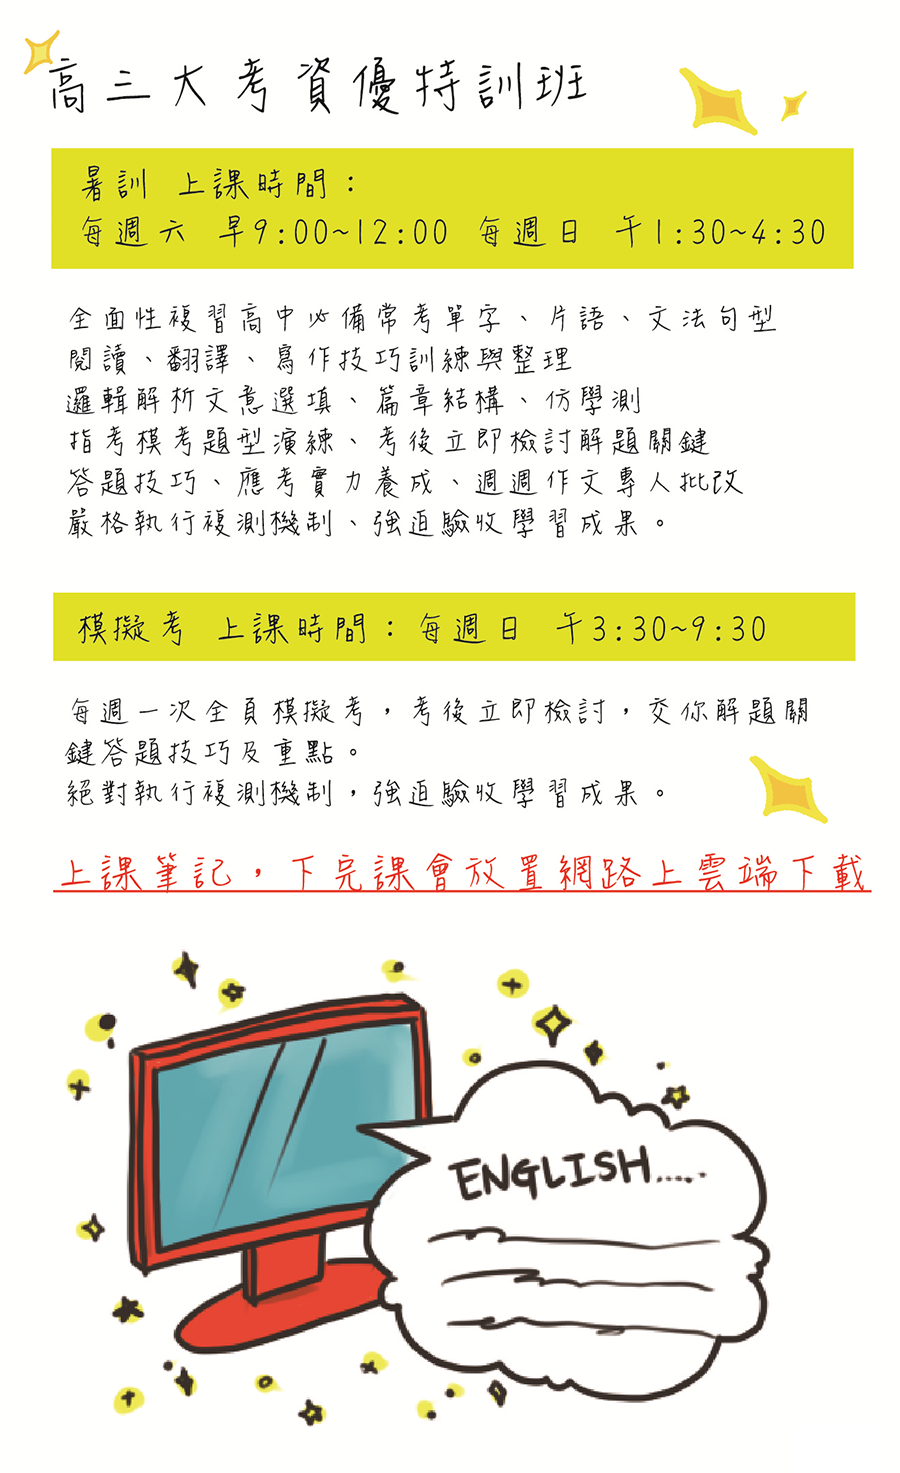 高三大考資優特訓班
暑訓 上課時間：
每週六 早9:00~12:00 每週日 午1:30~4:30
全面性複習高中必備常考單字、片語、文法句型
閱讀、翻譯、寫作技巧訓練與整理
邏輯解析文意選填、篇章結構、仿學測
指考模考題型演練、考後立即檢討解題關鍵
答題技巧、應考實力養成、週週作文專人批改
嚴格執行複測機制、強迫驗收學習成果。
模擬考 上課時間：每週日 午3:30~9:30
每週一次全頁模擬考，考後立即檢討，交你解題關
鍵答題技巧及重點。
絕對執行複測機制，強迫驗收學習成果。
上課筆記，下完課會放置網路上雲端下載
ENGLISH......